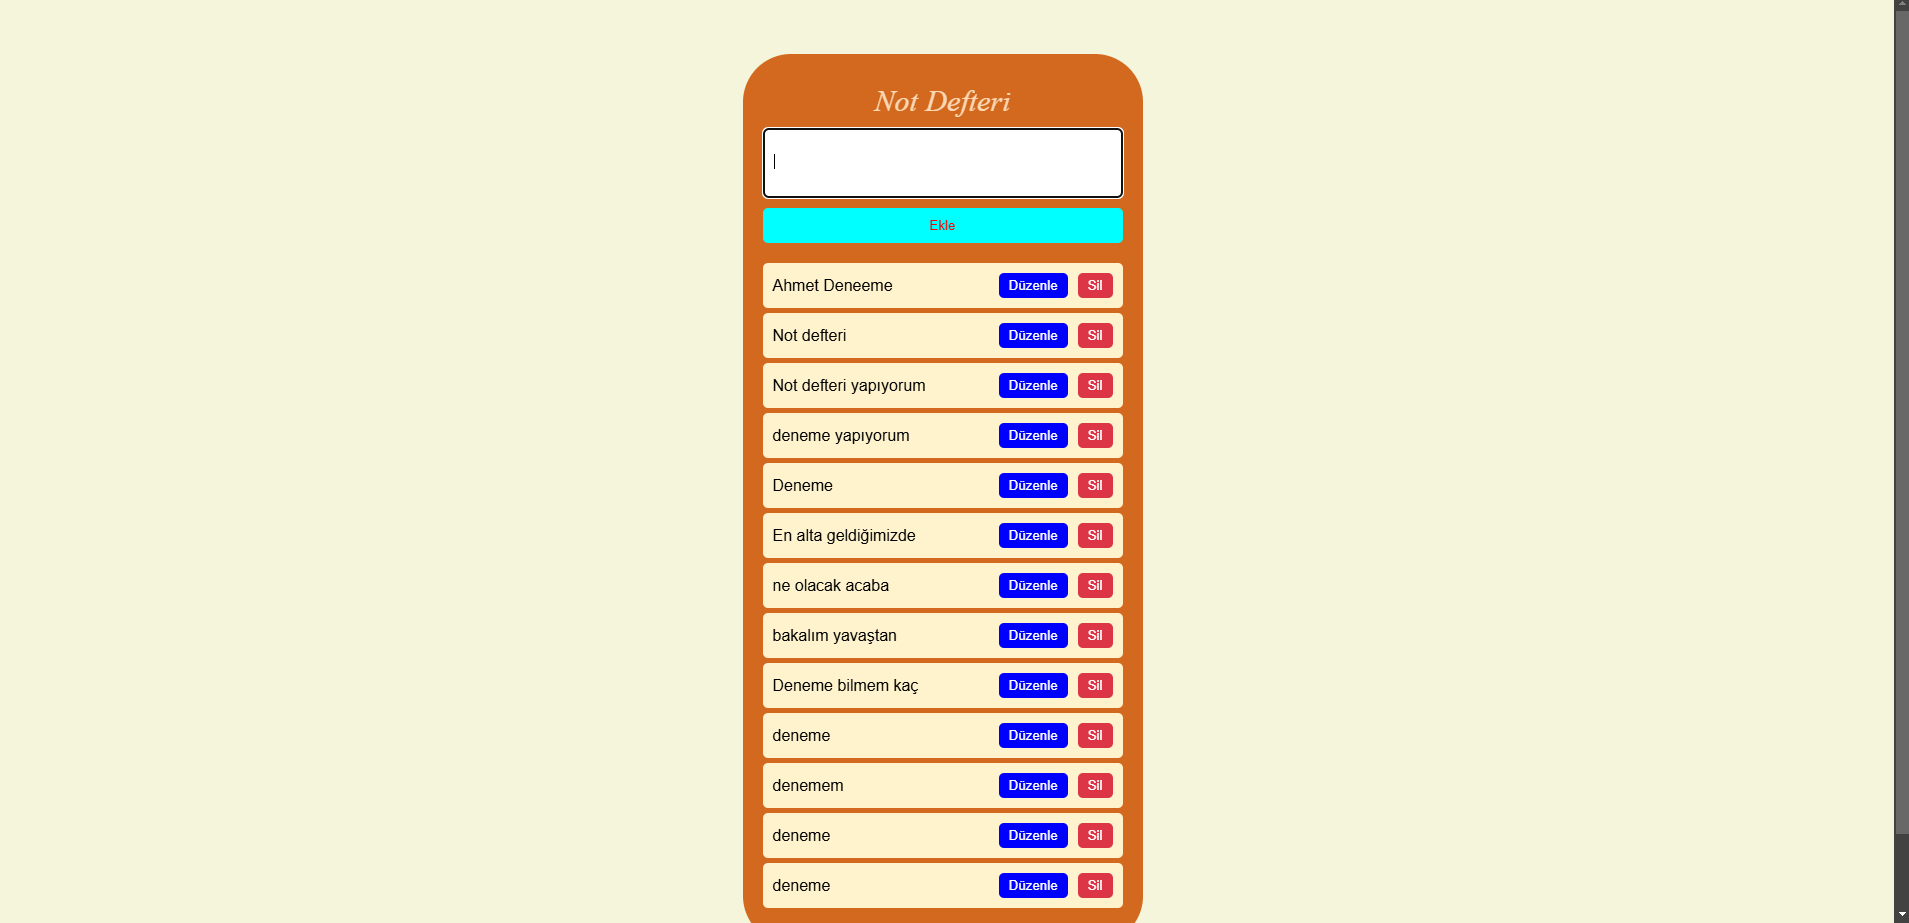 Not Defteri
Ekle
Ahmet Deneeme Düzenle Sil
Not defteri Düzenle Sil
Not defteri yapıyorum Düzenle Sil
deneme yapıyorum Düzenle Sil
Deneme Düzenle Sil
En alta geldiğimizde Düzenle Sil
ne olacak acaba Düzenle Sil
bakalım yavaştan Düzenle Sil
Deneme bilmem kaç Düzenle Sil
deneme Düzenle Sil
denemem Düzenle Sil
deneme Düzenle Sil
deneme Düzenle Sil